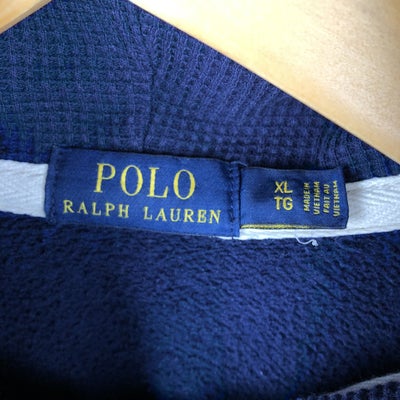 POLO
RALPH LAUREN
XL
TG
MADE IN
VIETNAM
FAIT AU
VIETNAM